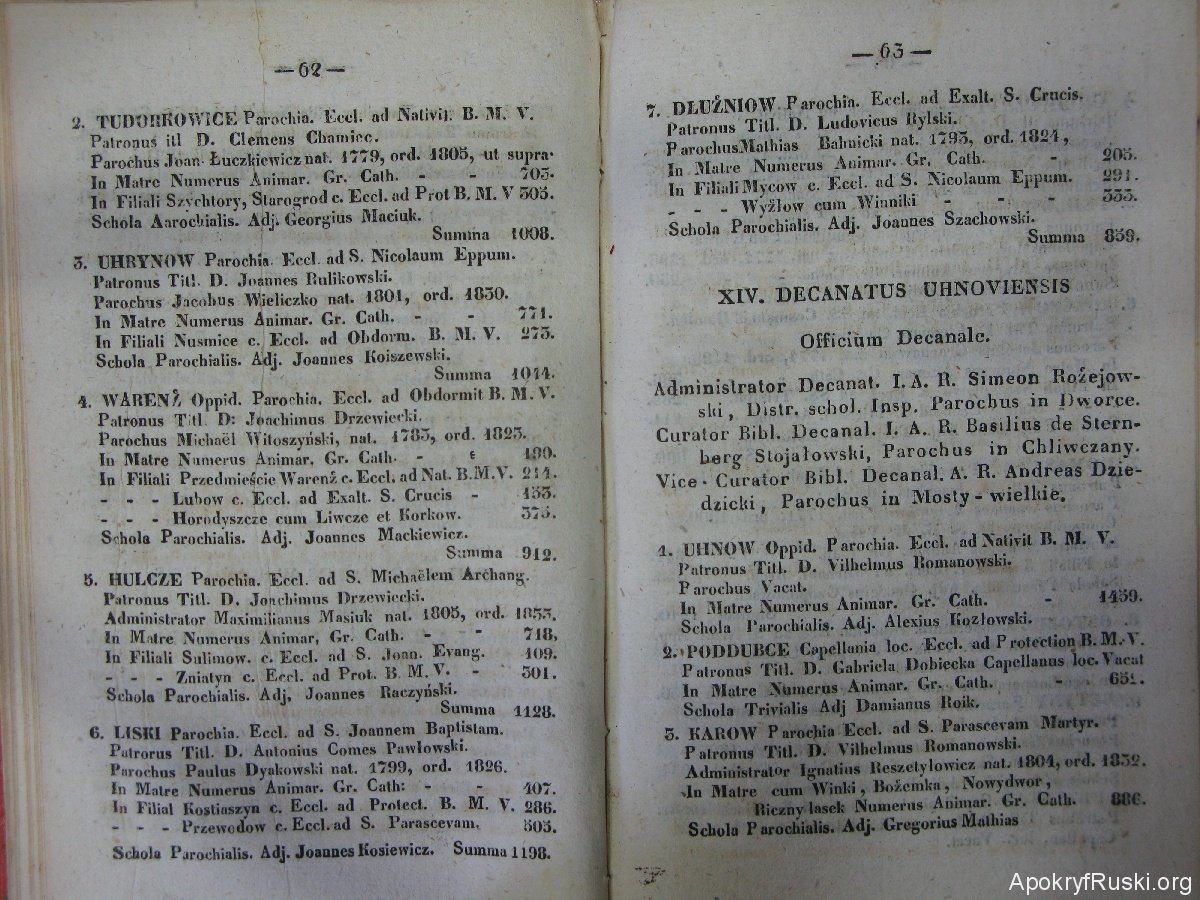 —62—
2. TUDORKOWICE Parochia. Eccl. ad Nativit. B. M. V.
Patronus itl D. Clemens Chamiec.
Parochus Joan Łuczkiewicz nat. 1779, ord. 1805, ut supra.
In Matre Numerus Animar. Gr. Cath. - - 703.
In Filiali Szychtory, Starogrod c. Eccl. ad Prot B. M. V 305.
Schola Aarochialis. Adj. Georgius Maciuk.
Summa 1008.
3. UHRYNOW Parochia. Eccl. ad S. Nicolaum Eppum.
Patronus Titl. D. Joannes Rulikowski.
Parochus Jacobus Wieliczko nat. 1801, ord. 1830.
In Matre Numerus Animar. Gr. Cath. - - 771.
In Filiali Nusmice c. Eccl. ad Obdorm. B. M. V. 273.
Schola Parochialis. Adj. Joannes Koiszewski.
Summa 1044.
4. WARENŻ Oppid. Parochia. Eccl. ad Obdormit B. M. V.
Patronus Titl. D: Joachimus Drzewiecki.
Parochus Michaël Witoszyński, nat. 1783, ord. 1823.
In Matre Numerus Animar. Gr. Cath. - 190.
In Filiali Przedmieście Warenż c. Eccl. ad Nat. B.M.V. 214.
- - - Lubow c. Eccl. ad Exalt. S. Crucis - 133.
- - - Horodyszcze cum Liwcze et Korkow. 375.
Schola Parochialis. Adj. Joannes Mackiewicz.
Summa 912.
5. HULCZE Parochia. Eccl. ad S. Michaëlem Archang.
Patronus Titl. D. Joachimus Drzewiecki.
Administrator Maximilianus Masiuk nat. 1805, ord. 1833.
In Matre Numerus Animar, Gr. Cath. - - 718,
In Filiali Sulimow. c. Eccl. ad S. Joan. Evang. 109.
- - - Zniatyn c. Eccl. ad Prot. B. M. V. - 301.
Schola Parochialis. Adj, Joannes Raczyński.
Summa 1128.
6. LISKI Parochia. Eccl. ad S. Joannem Baptistam.
Patrorus Titl. D. Antonius Comes Pawłowski.
Parochus Paulus Dyakowski nat. 1799, ord. 1826.
In Matre Numerus Animar. Gr. Cath: - - 407.
In Filial Kostiaszyn c. Eccl. ad Protect. B. M. V. 286.
- - - Przewodow c. Eccl. ad S. Parascevam. 505.
Schola Parochialis. Adj. Joannes Kosiewicz. Summa 1198.
— 63 —
7. DŁUŻNIOW Parochia. Eccl. ad Exalt. S. Crucis.
Patronus Titl. D. Ludovicus Rylski.
Parochus Mathias Bahnicki nat. 1793, ord. 1824,
In Matre Numerus Animar. Gr. Cath. - 205.
In Filiali Mycow c. Eccl. ad S. Nicolaum Eppum. 291.
- - - Wyżłow cum Winniki - - - 333.
Schola Parochialis. Adj. Joannes Szachowski.
Summa 859.
XIV. DECANATUS UHNOVIENSIS
Officium Decanale.
Administrator Decanat. I. A. R. Simeon Rożejow-
ski, Distr. schol. Insp. Parochus in Dworce.
Curator Bibl. Decanal. I. A. R. Basilius de Stern-
berg Stojałowski, Parochus in Chliwczany.
Vice-Curator Bibl. Decanal. A. R. Andreas Dzie-
dzicki, Parochus in Mosty-wielkie.
1. UHNOW Oppid. Parochia. Eccl. ad Nativit B. M. V.
Patronus Titl. D. Vilhelmus Romanowski.
Parochus Vacat.
In Matre Numerus Animar. Gr. Cath. - 1459.
Schola Parochialis. Adj. Alexius Kozłowski.
2. PODDUBCE Capellania loc. Eccl. ad Protection B. M. V.
Patronus Titl. D. Gabriela Dobiecka Capellanus loc. Vacat
In Matre Numerus Animar. Gr. Cath. - - 651.
Schola Trivialis Adj Damianus Roik.
3. KAROW Parochia Eccl. ad S. Parascevam Martyr.
Patronus Titl. D. Vilhelmus Romanowski.
Administrator Ignatius Reszetyłowicz nat. 1804, ord. 1832.
In Matre cum Winki, Bożemka, Nowydwor,
Riczny lasek Numerus Animar. Gr. Cath. 886.
Schola Parochialis. Adj. Gregorius Mathias
ApokryfRuski.org